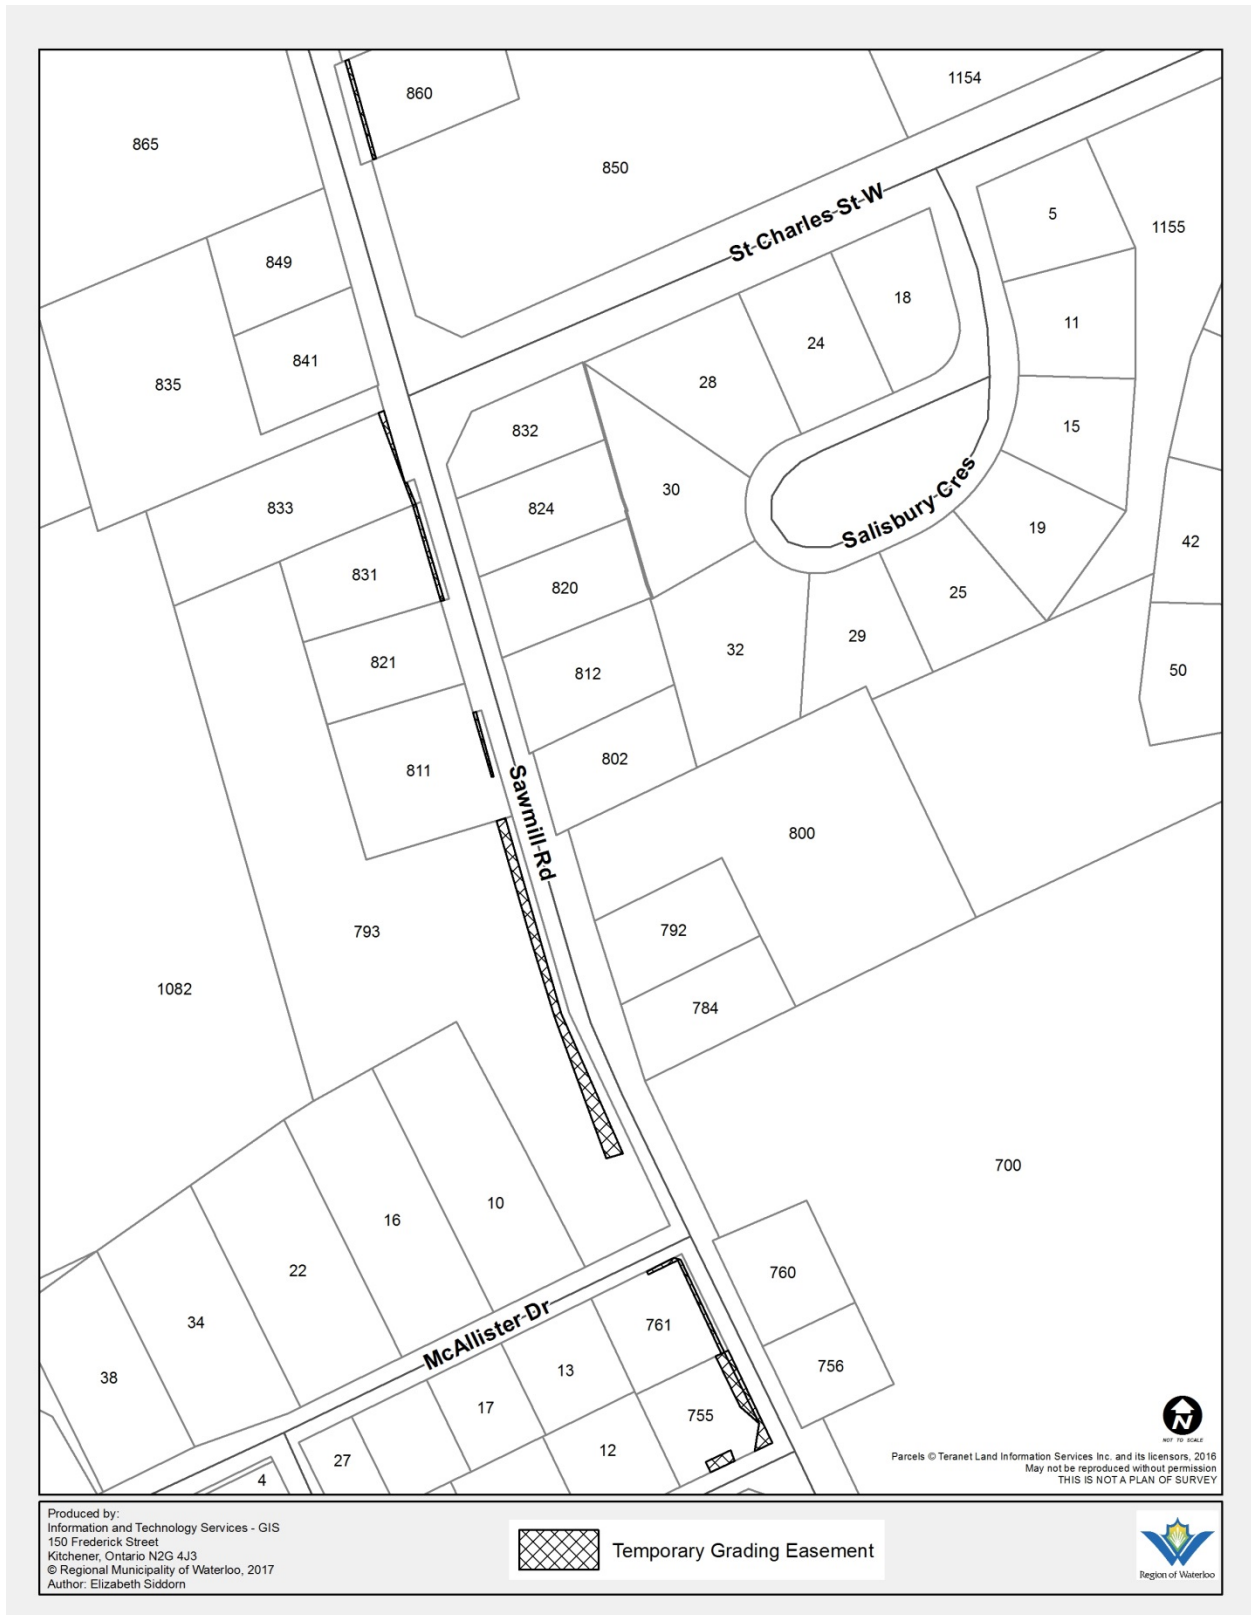 860
1154
865
850
St Charles St W
5
1155
849
18
11
841
24
835
28
832
15
30
833
824
Salisbury Cres
19
42
831
820
25
29
32
821
812
50
802
811
Sawmill Rd
800
792
793
1082
784
700
10
16
22
760
34
761
McAllister Dr
756
13
38
17
755
12
27
4
N
NOT TO SCALE
Parcels © Teranet Land Information Services Inc. and its licensors, 2016
May not be reproduced without permission
THIS IS NOT A PLAN OF SURVEY
Produced by:
Information and Technology Services - GIS
150 Frederick Street
Kitchener, Ontario N2G 4J3
© Regional Municipality of Waterloo, 2017
Author: Elizabeth Siddorn
Temporary Grading Easement
Region of Waterloo